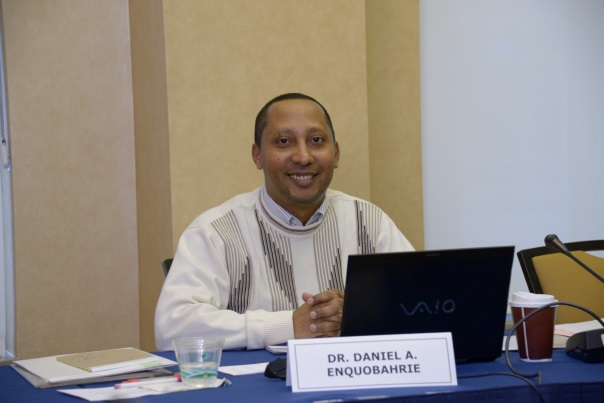 VAIO
DR. DANIEL A.
ENQUOBAHRIE